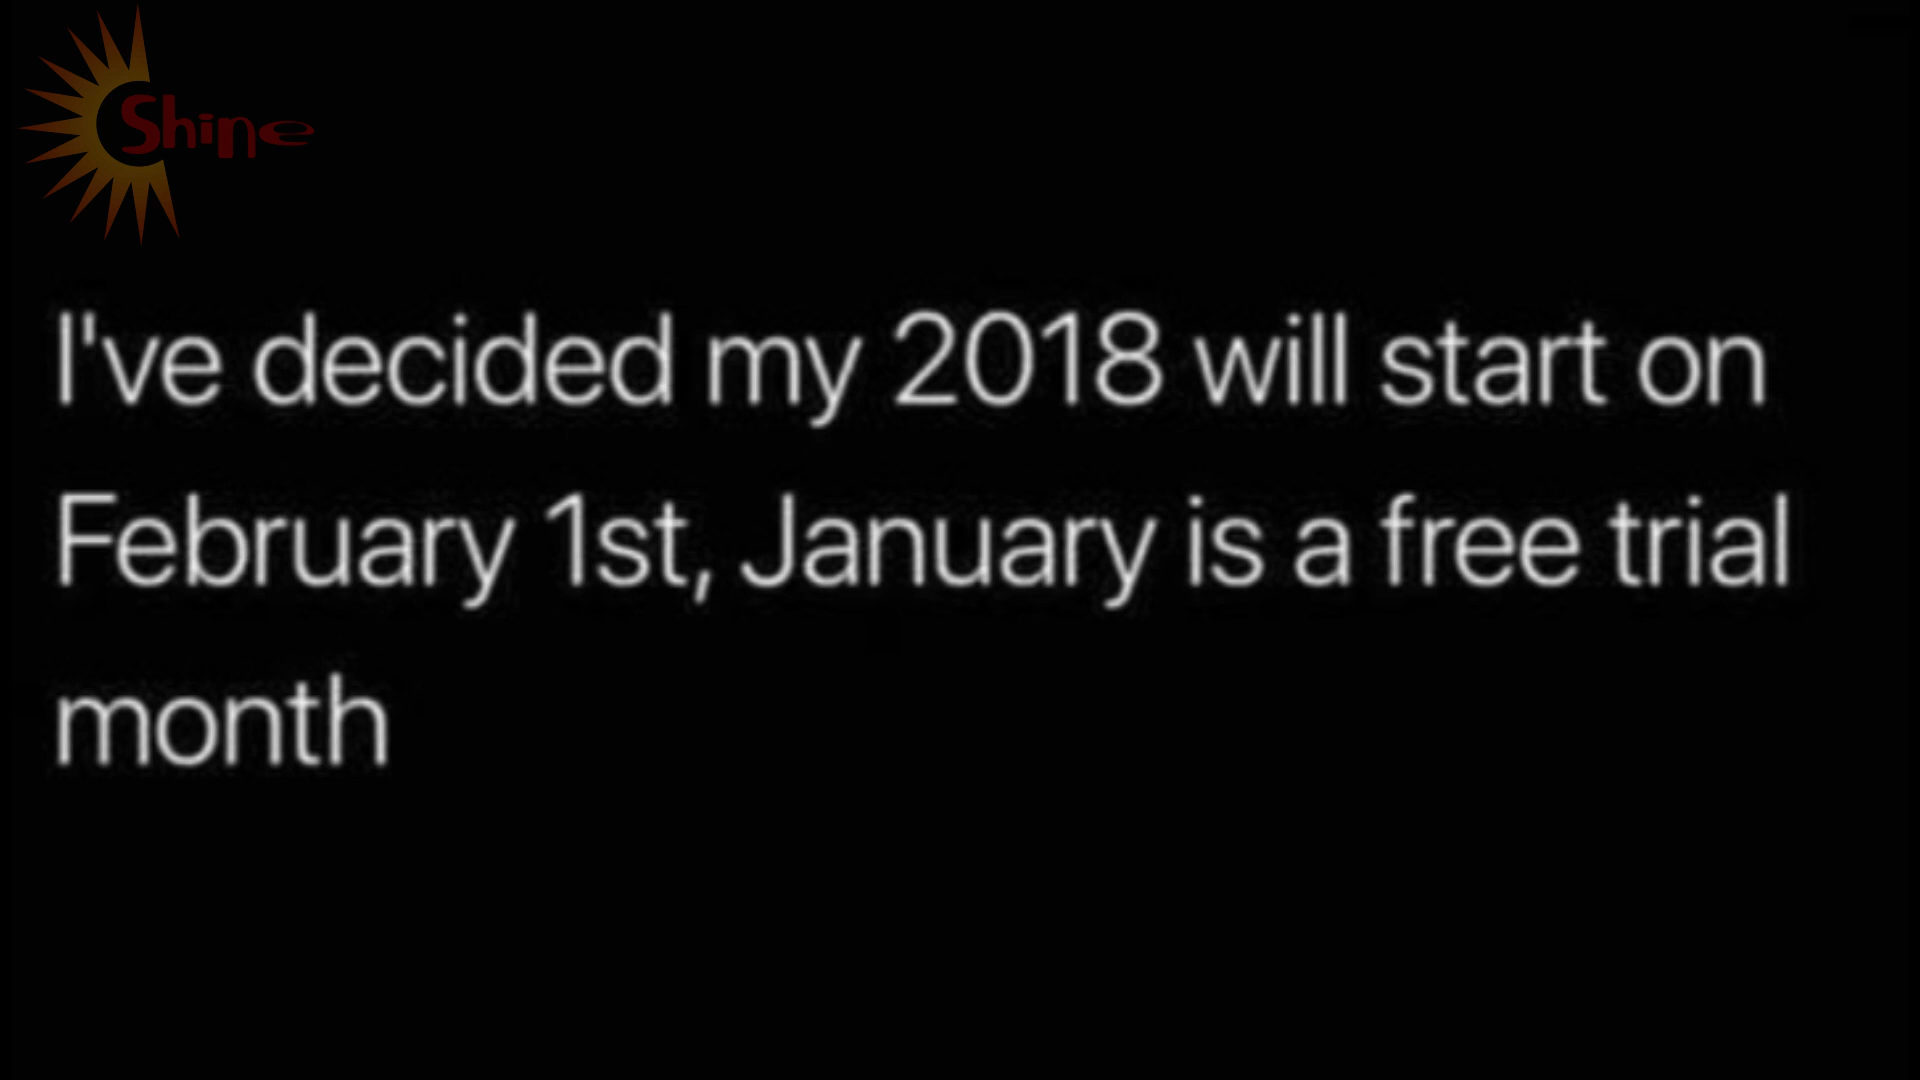 Shine
I've decided my 2018 will start on
February 1st, January is a free trial
month